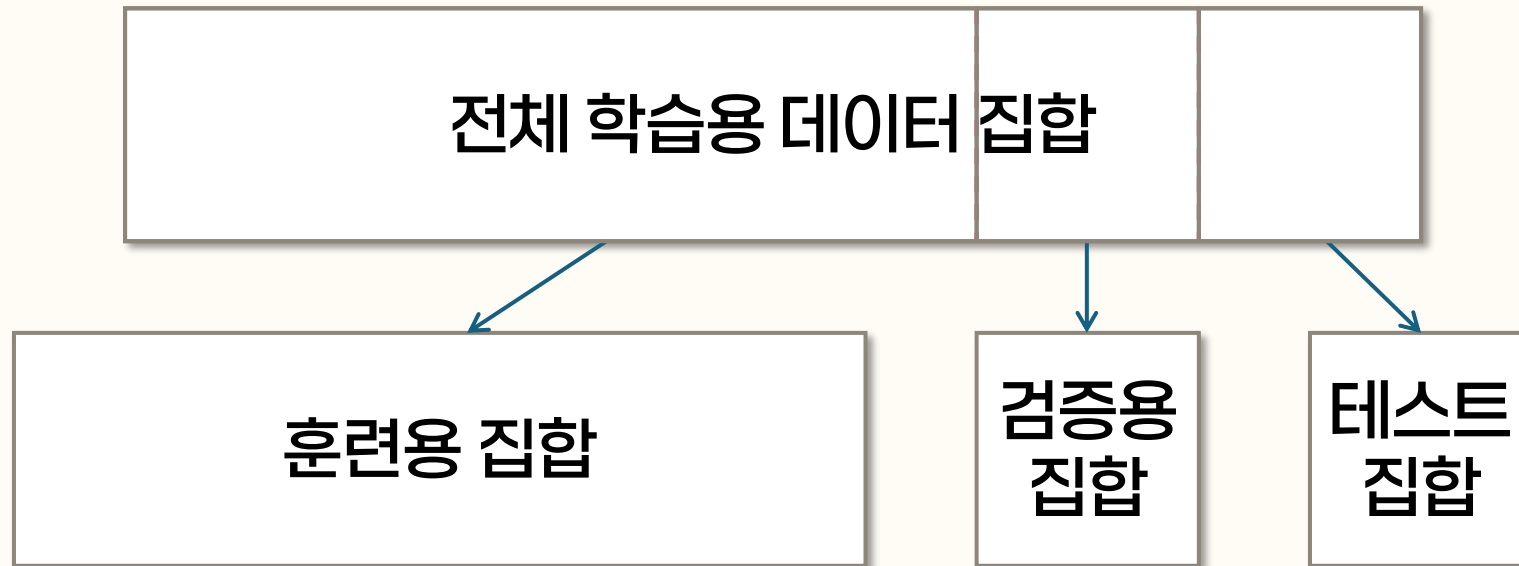 전체 학습용 데이터 집합
훈련용 집합
검증용
집합
테스트
집합